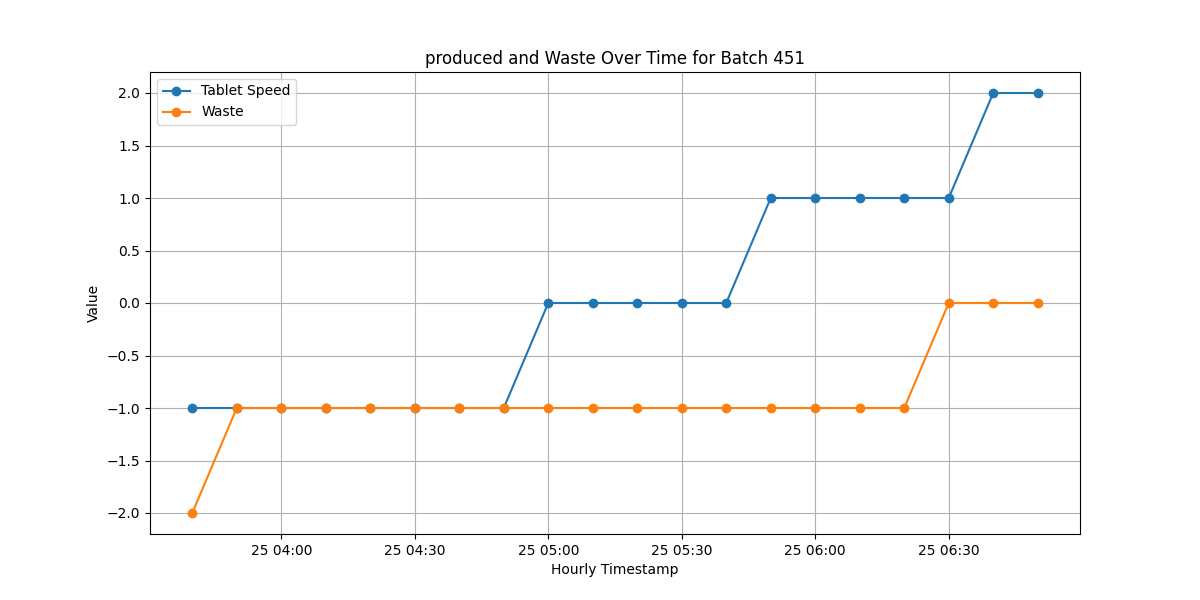 produced and Waste Over Time for Batch 451
Tablet Speed
Waste
2.0
1.5
1.0
0.5
0.0
−0.5
−1.0
−1.5
−2.0
Value
25 04:00 25 04:30 25 05:00 25 05:30 25 06:00 25 06:30
Hourly Timestamp